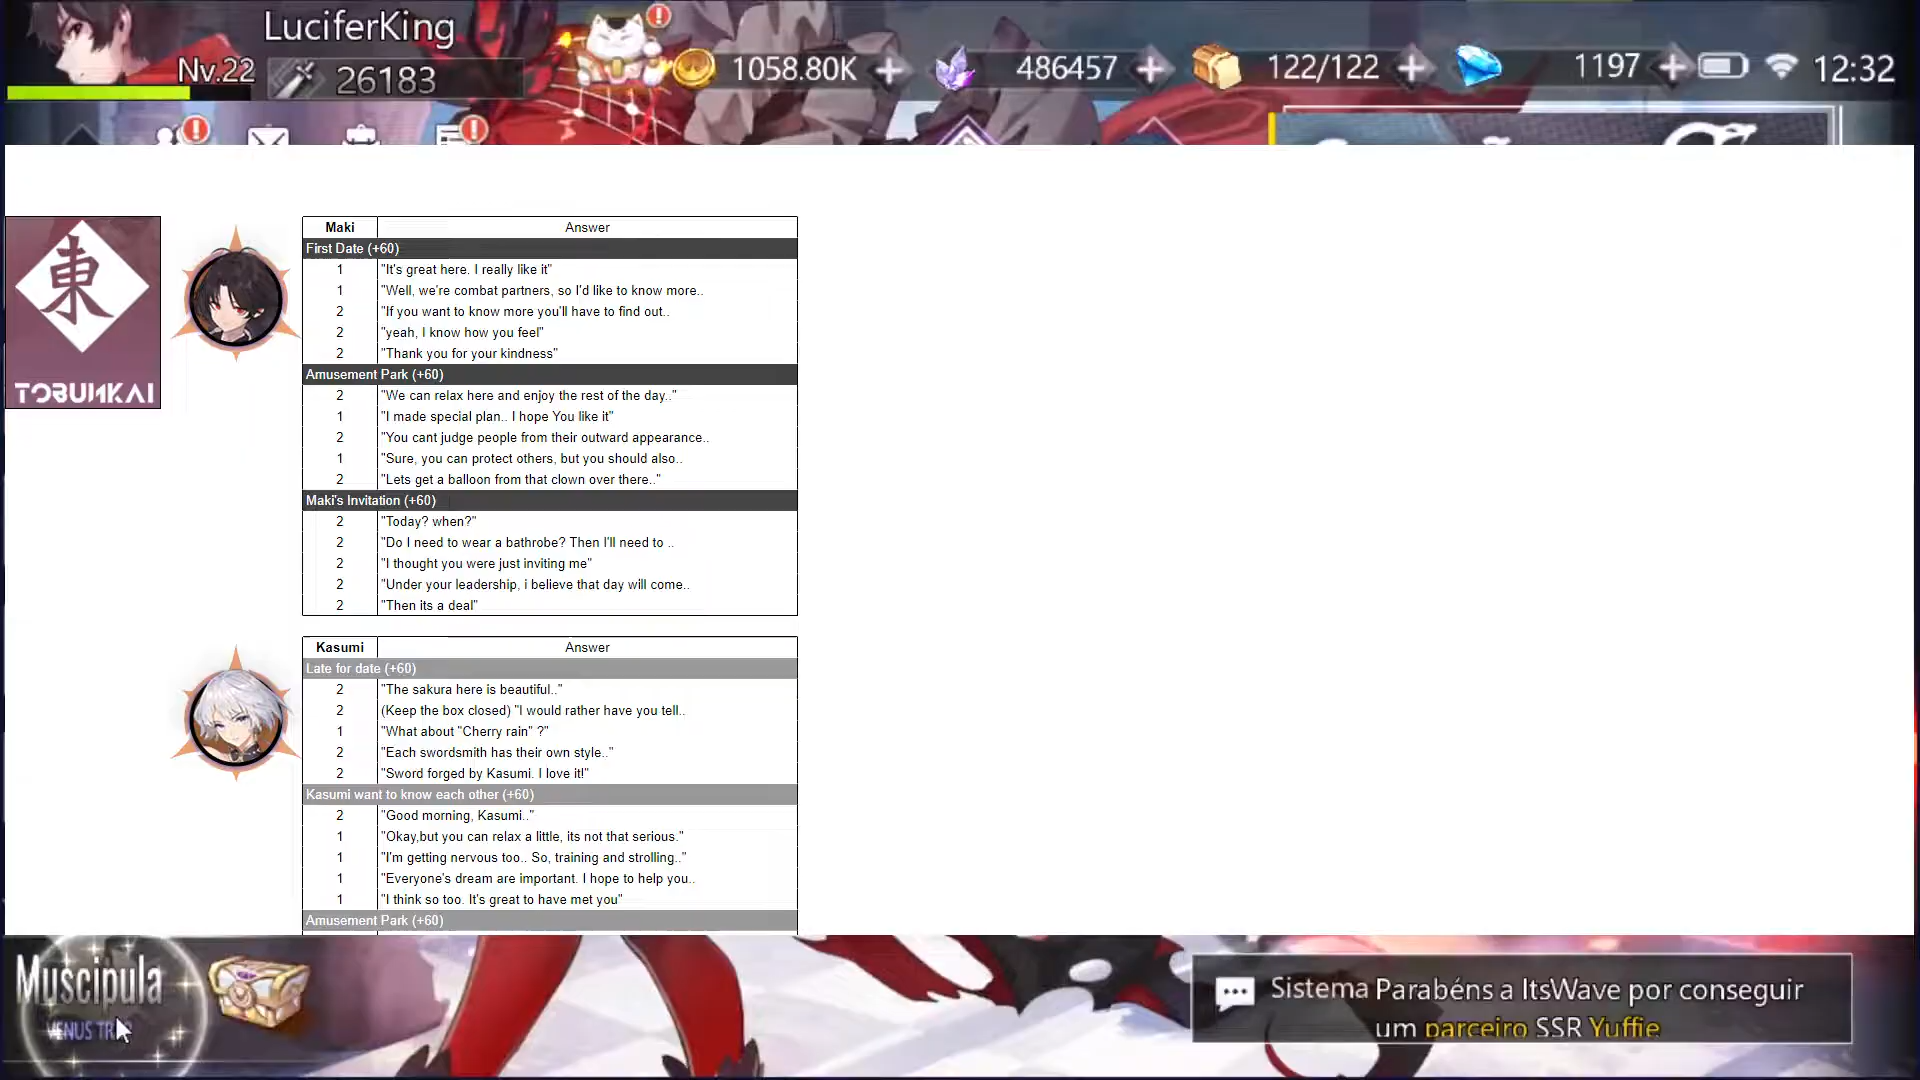 LuciferKing
Nv.22
26183
1058.80K
486457
122/122
1197
12:32
東
TOBUNKAI
Maki Answer
First Date (+60)
1 "It's great here. I really like it"
1 "Well, we're combat partners, so I'd like to know more..
2 "If you want to know more you'll have to find out..
2 "yeah, I know how you feel"
2 "Thank you for your kindness"
Amusement Park (+60)
2 "We can relax here and enjoy the rest of the day.."
1 "I made special plan.. I hope You like it"
2 "You cant judge people from their outward appearance..
1 "Sure, you can protect others, but you should also..
2 "Lets get a balloon from that clown over there.."
Maki's Invitation (+60)
2 "Today? when?"
2 "Do I need to wear a bathrobe? Then I'll need to ..
2 "I thought you were just inviting me"
2 "Under your leadership, i believe that day will come..
2 "Then its a deal"
Kasumi Answer
Late for date (+60)
2 "The sakura here is beautiful.."
2 (Keep the box closed) "I would rather have you tell..
1 "What about "Cherry rain" ?"
2 "Each swordsmith has their own style.."
2 "Sword forged by Kasumi. I love it!"
Kasumi want to know each other (+60)
2 "Good morning, Kasumi.."
1 "Okay,but you can relax a little, its not that serious."
1 "I'm getting nervous too.. So, training and strolling.."
1 "Everyone's dream are important. I hope to help you..
1 "I think so too. It's great to have met you"
Amusement Park (+60)
Muscipula
VENUS
Sistema Parabéns a ItsWave por conseguir
um parceiro SSR Yuffie